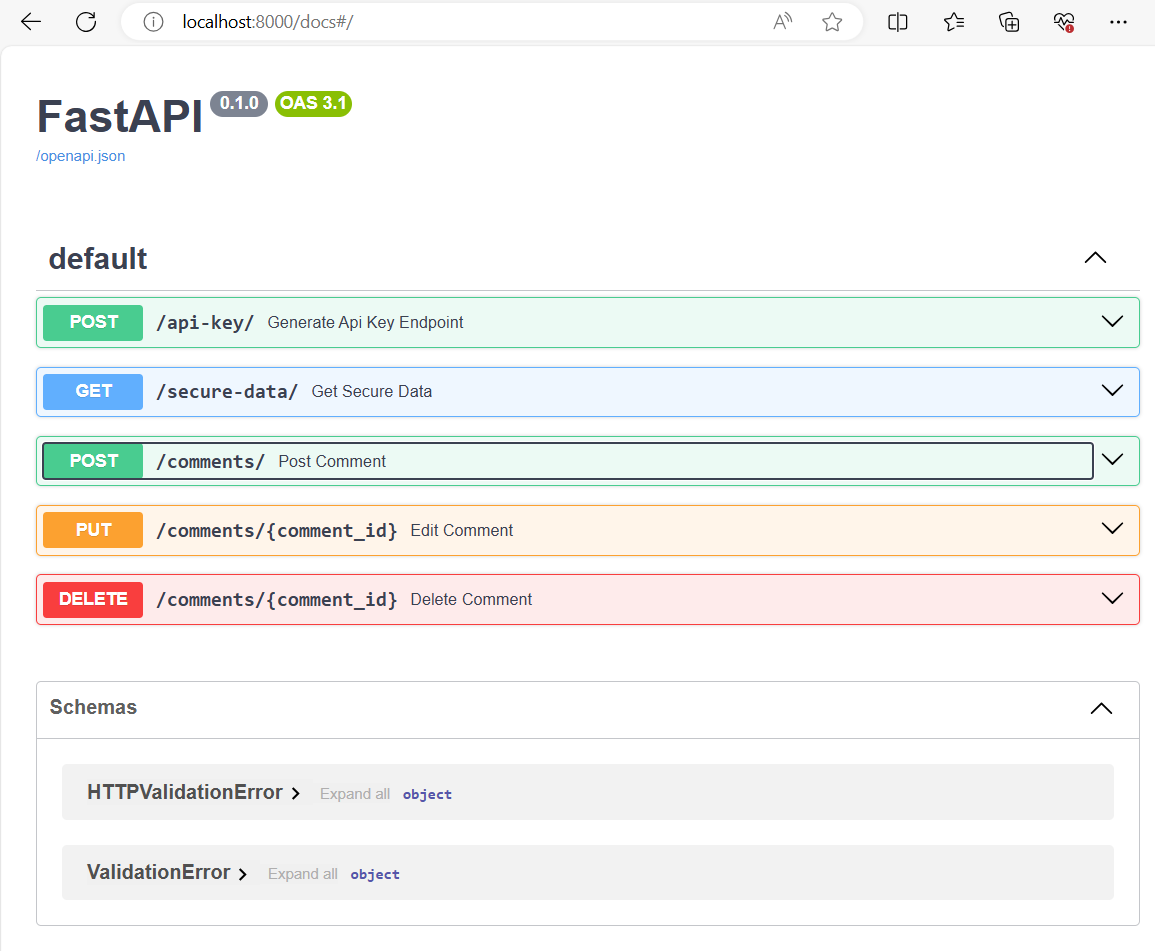 localhost:8000/docs#/
FastAPI 0.1.0 OAS 3.1
/openapi.json
default
POST /api-key/ Generate Api Key Endpoint
GET /secure-data/ Get Secure Data
POST /comments/ Post Comment
PUT /comments/{comment_id} Edit Comment
DELETE /comments/{comment_id} Delete Comment
Schemas
HTTPValidationError Expand all object
ValidationError Expand all object